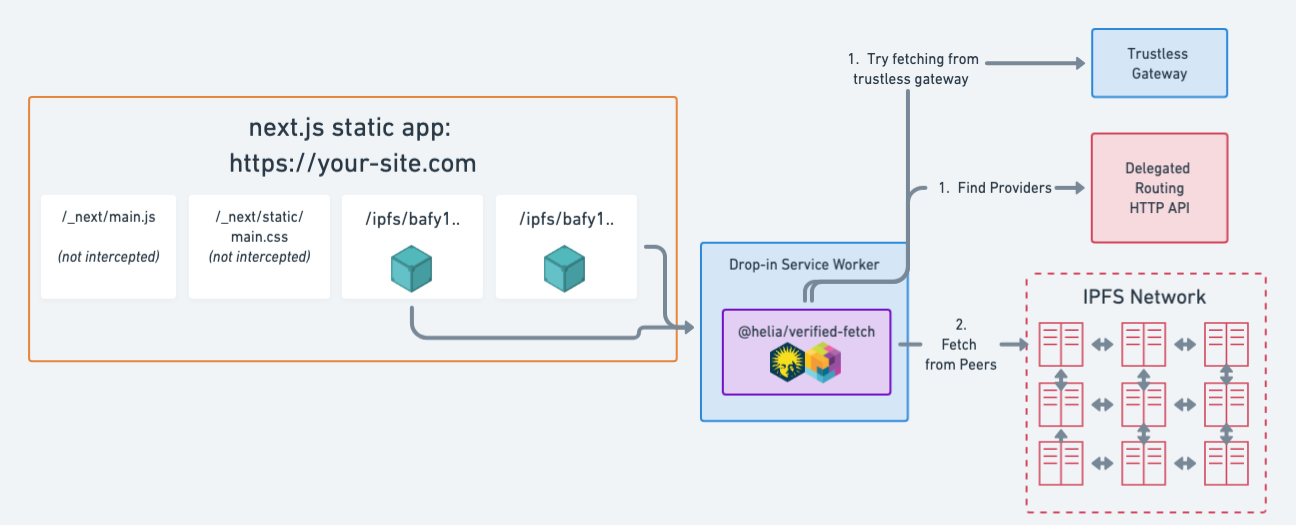 next.js static app:
https://your-site.com
/_next/main.js
(not intercepted)
/_next/static/
main.css
(not intercepted)
/ipfs/bafy1..
/ipfs/bafy1..
Drop-in Service Worker
@helia/verified-fetch
1. Try fetching from
trustless gateway
Trustless
Gateway
1. Find Providers
Delegated
Routing
HTTP API
2.
Fetch
from Peers
IPFS Network